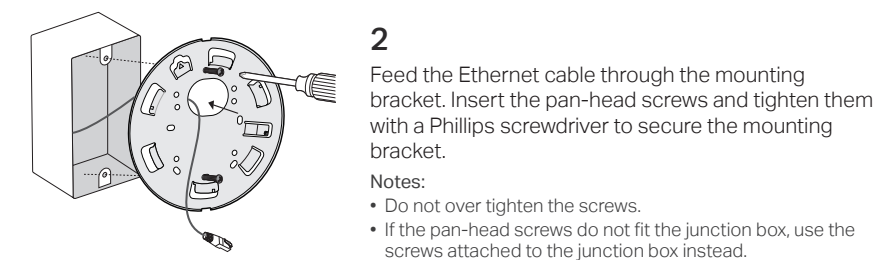 2
Feed the Ethernet cable through the mounting
bracket. Insert the pan-head screws and tighten them
with a Phillips screwdriver to secure the mounting
bracket.
Notes:
• Do not over tighten the screws.
• If the pan-head screws do not fit the junction box, use the
screws attached to the junction box instead.